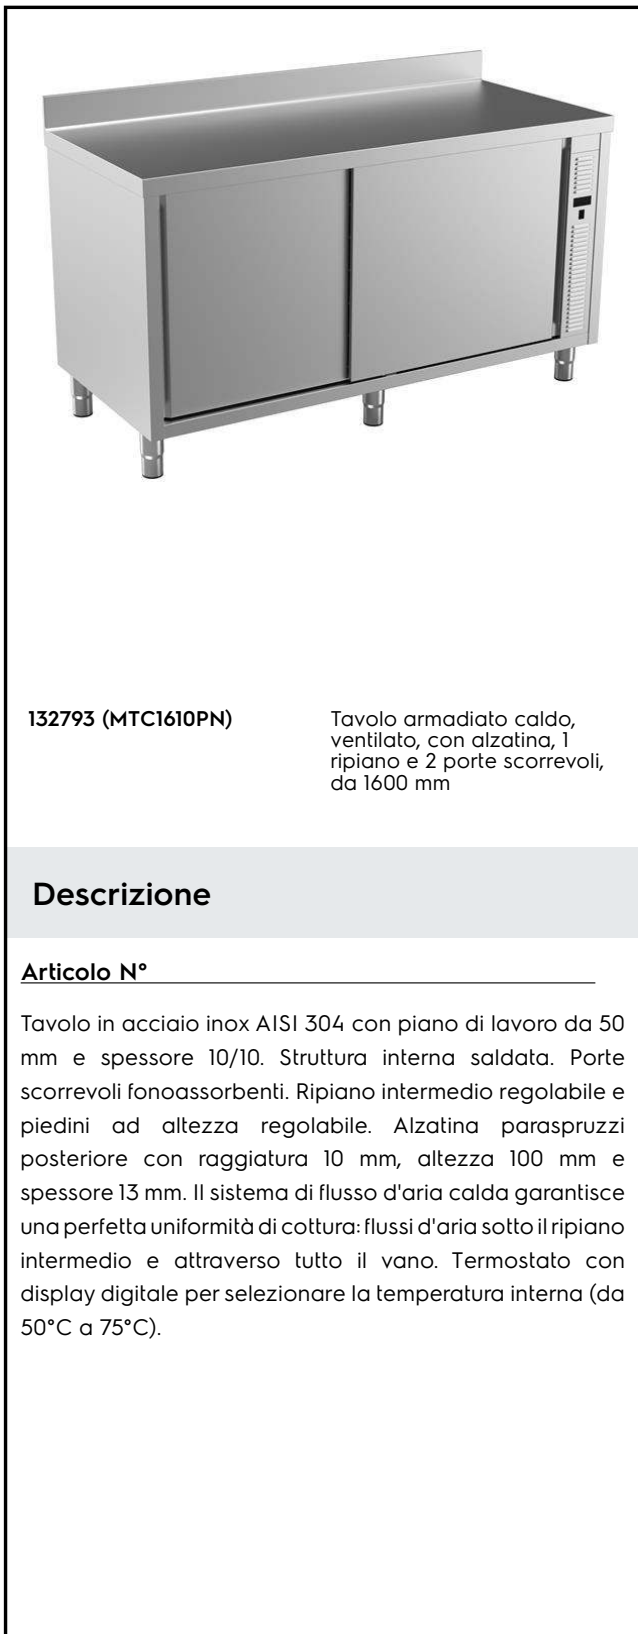 132793 (MTC1610PN)
Tavolo armadiato caldo,
ventilato, con alzatina, 1
ripiano e 2 porte scorrevoli,
da 1600 mm
Descrizione
Articolo N°
Tavolo in acciaio inox AISI 304 con piano di lavoro da 50
mm e spessore 10/10. Struttura interna saldata. Porte
scorrevoli fonoassorbenti. Ripiano intermedio regolabile e
piedini ad altezza regolabile. Alzatina paraspruzzi
posteriore con raggiatura 10 mm, altezza 100 mm e
spessore 13 mm. Il sistema di flusso d'aria calda garantisce
una perfetta uniformità di cottura: flussi d'aria sotto il ripiano
intermedio e attraverso tutto il vano. Termostato con
display digitale per selezionare la temperatura interna (da
50°C a 75°C).